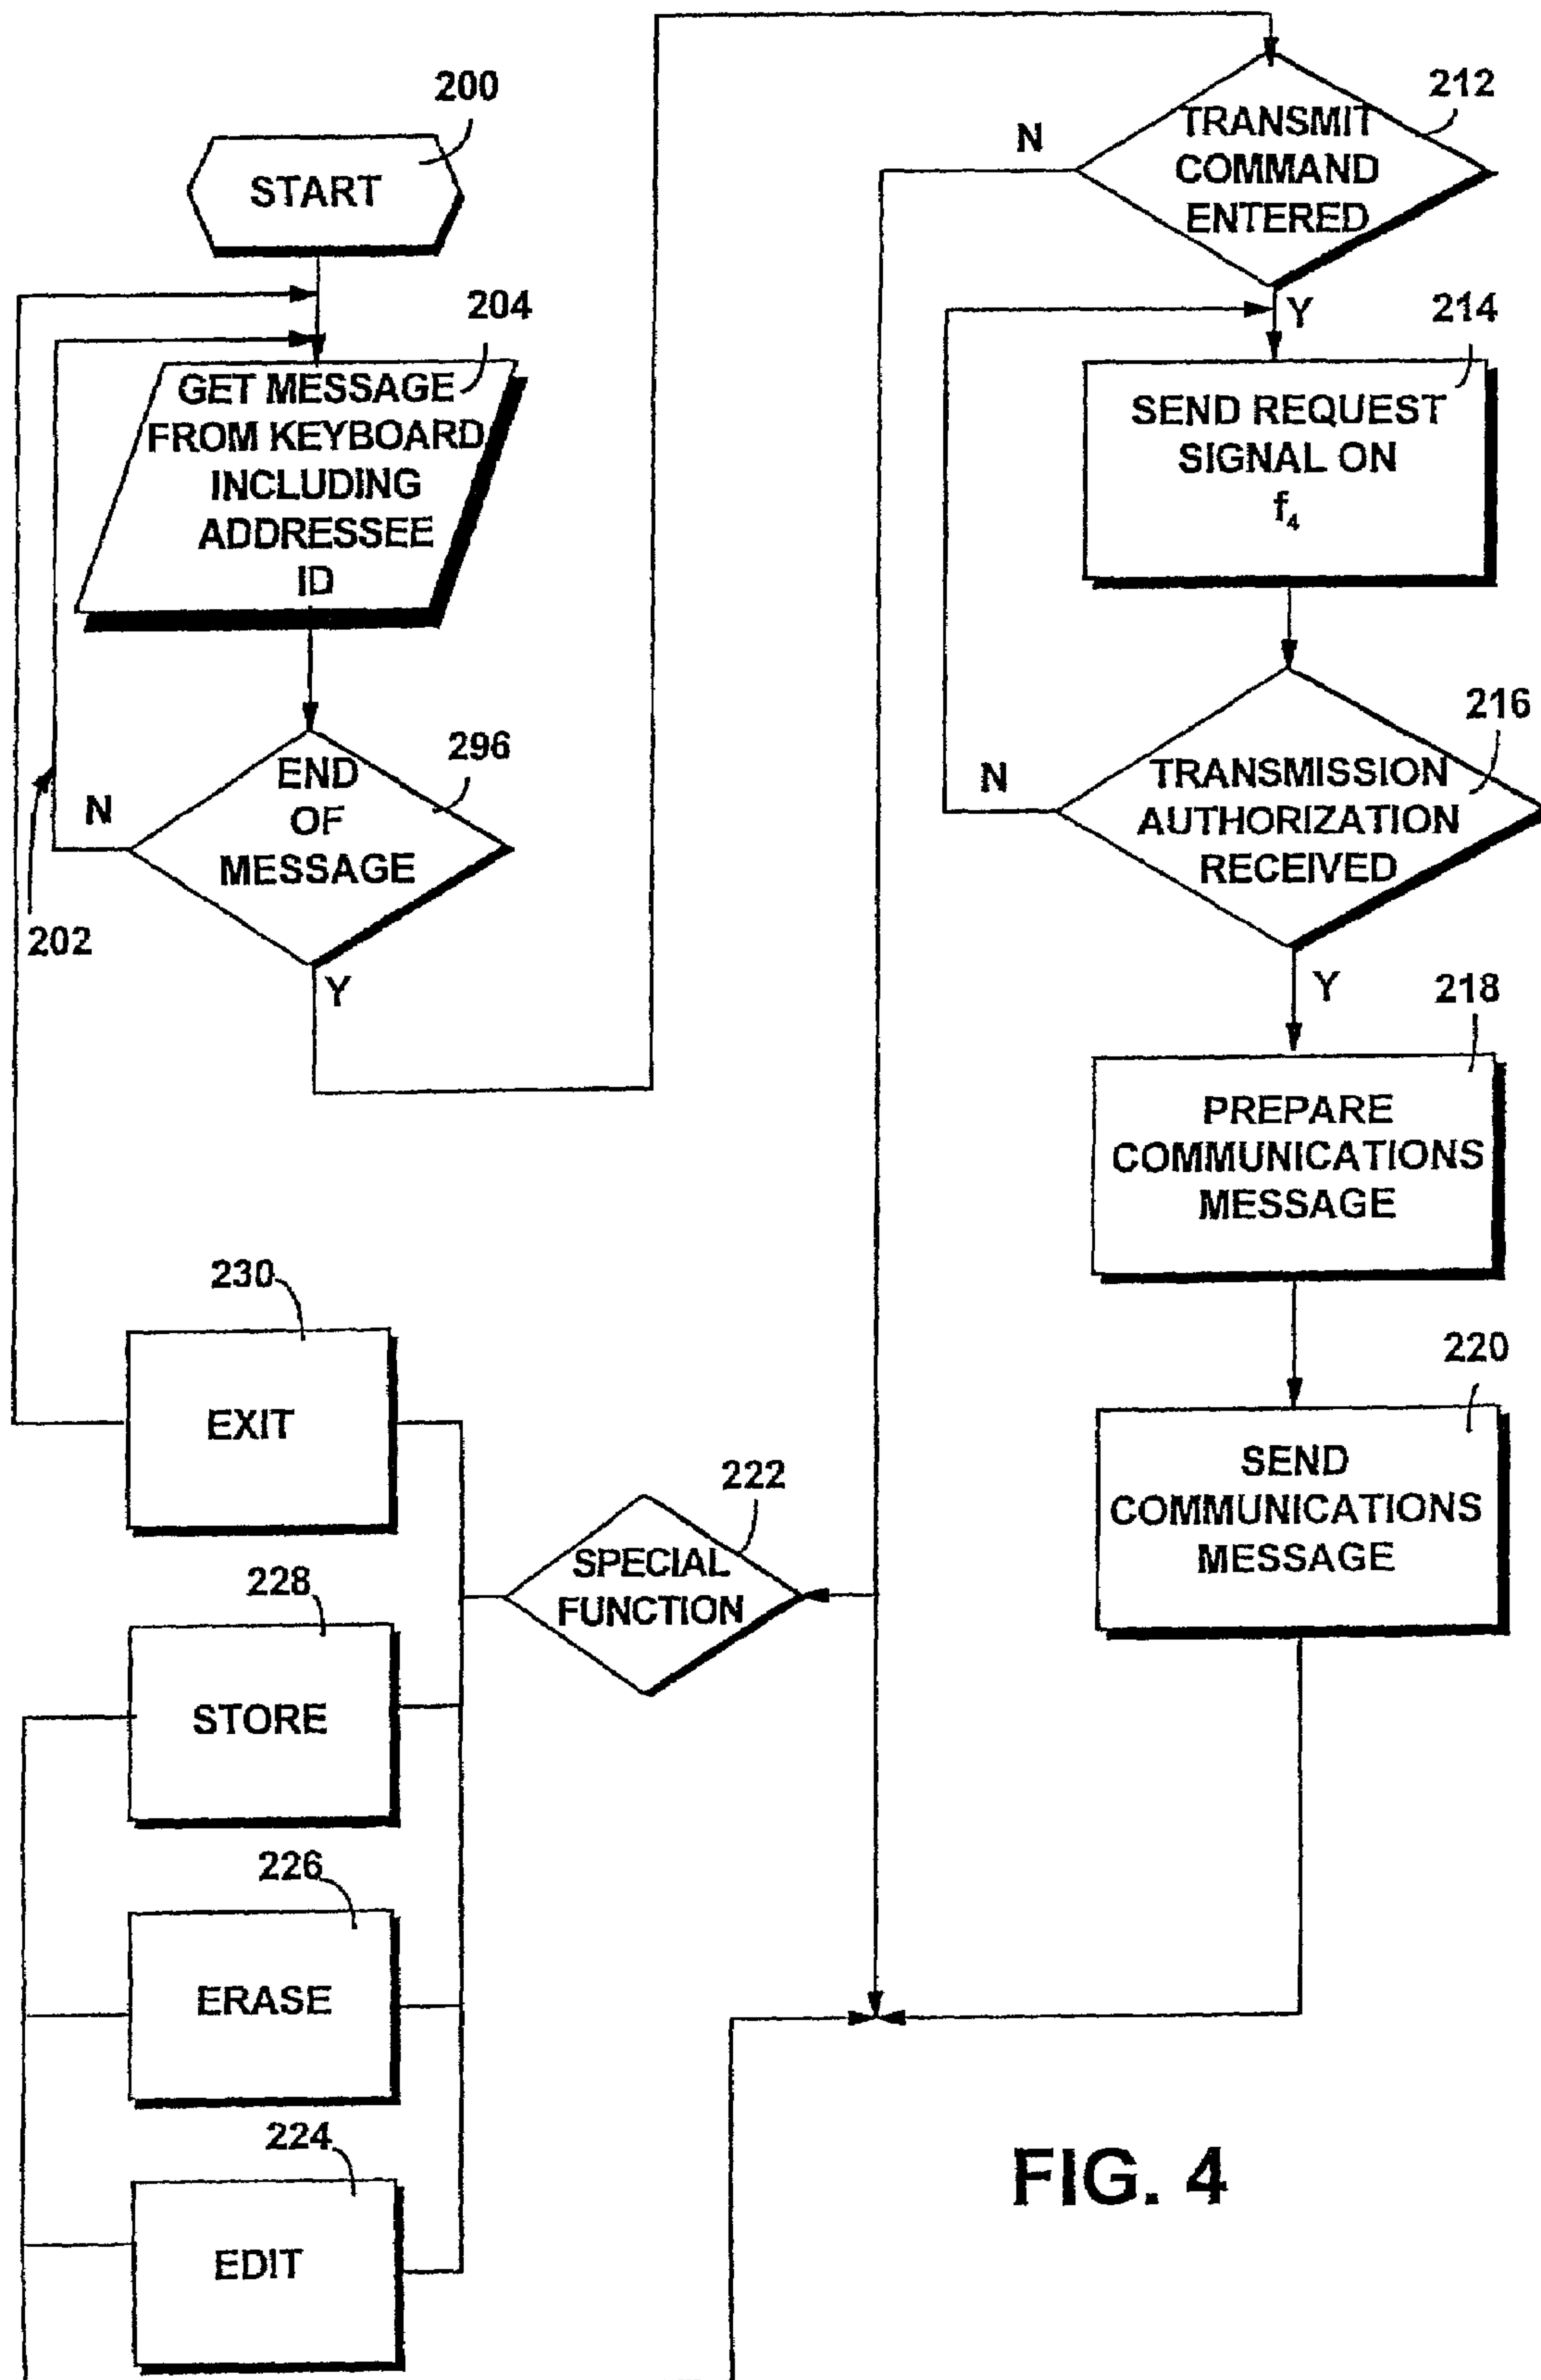 200
START
204
GET MESSAGE
FROM KEYBOARD
INCLUDING
ADDRESSEE
ID
296
END
OF
MESSAGE
N
202
Y
212
TRANSMIT
COMMAND
ENTERED
N
Y
214
SEND REQUEST
SIGNAL ON
f4
216
TRANSMISSION
AUTHORIZATION
RECEIVED
N
Y
218
PREPARE
COMMUNICATIONS
MESSAGE
220
SEND
COMMUNICATIONS
MESSAGE
222
SPECIAL
FUNCTION
230
EXIT
228
STORE
226
ERASE
224
EDIT
FIG. 4